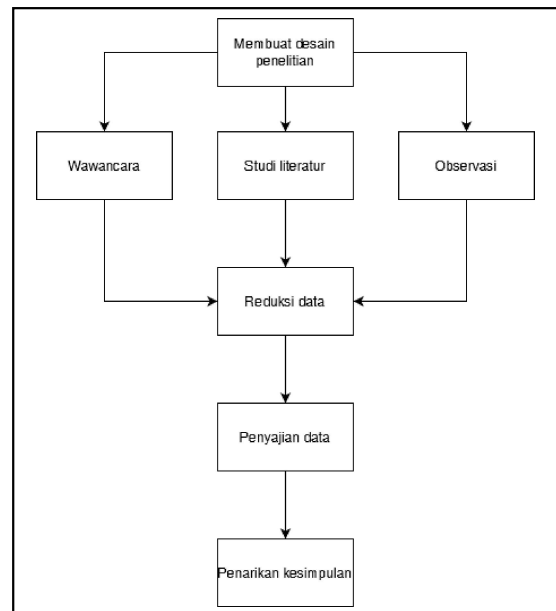 Membuat desain
penelitian
Wawancara
Studi literatur
Observasi
Reduksi data
Penyajian data
Penarikan kesimpulan